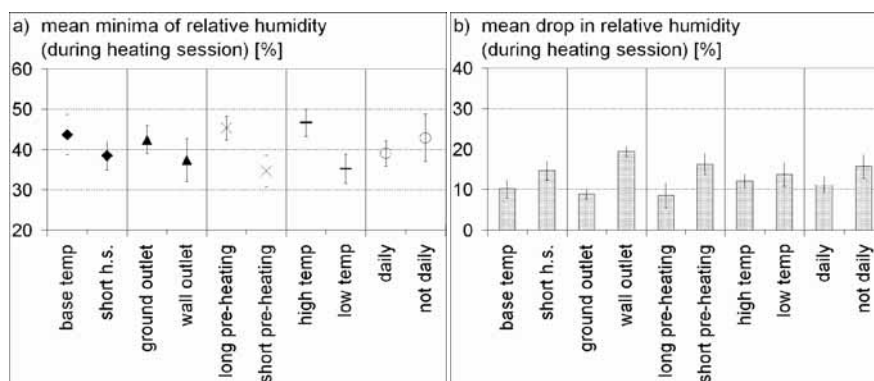 a) mean minima of relative humidity
(during heating session) [%]
60
50
40
30
20
base temp
short h.s.
ground outlet
wall outlet
long pre-heating
short pre-heating
high temp
low temp
daily
not daily
b) mean drop in relative humidity
(during heating session) [%]
40
30
20
10
0
base temp
short h.s.
ground outlet
wall outlet
long pre-heating
short pre-heating
high temp
low temp
daily
not daily